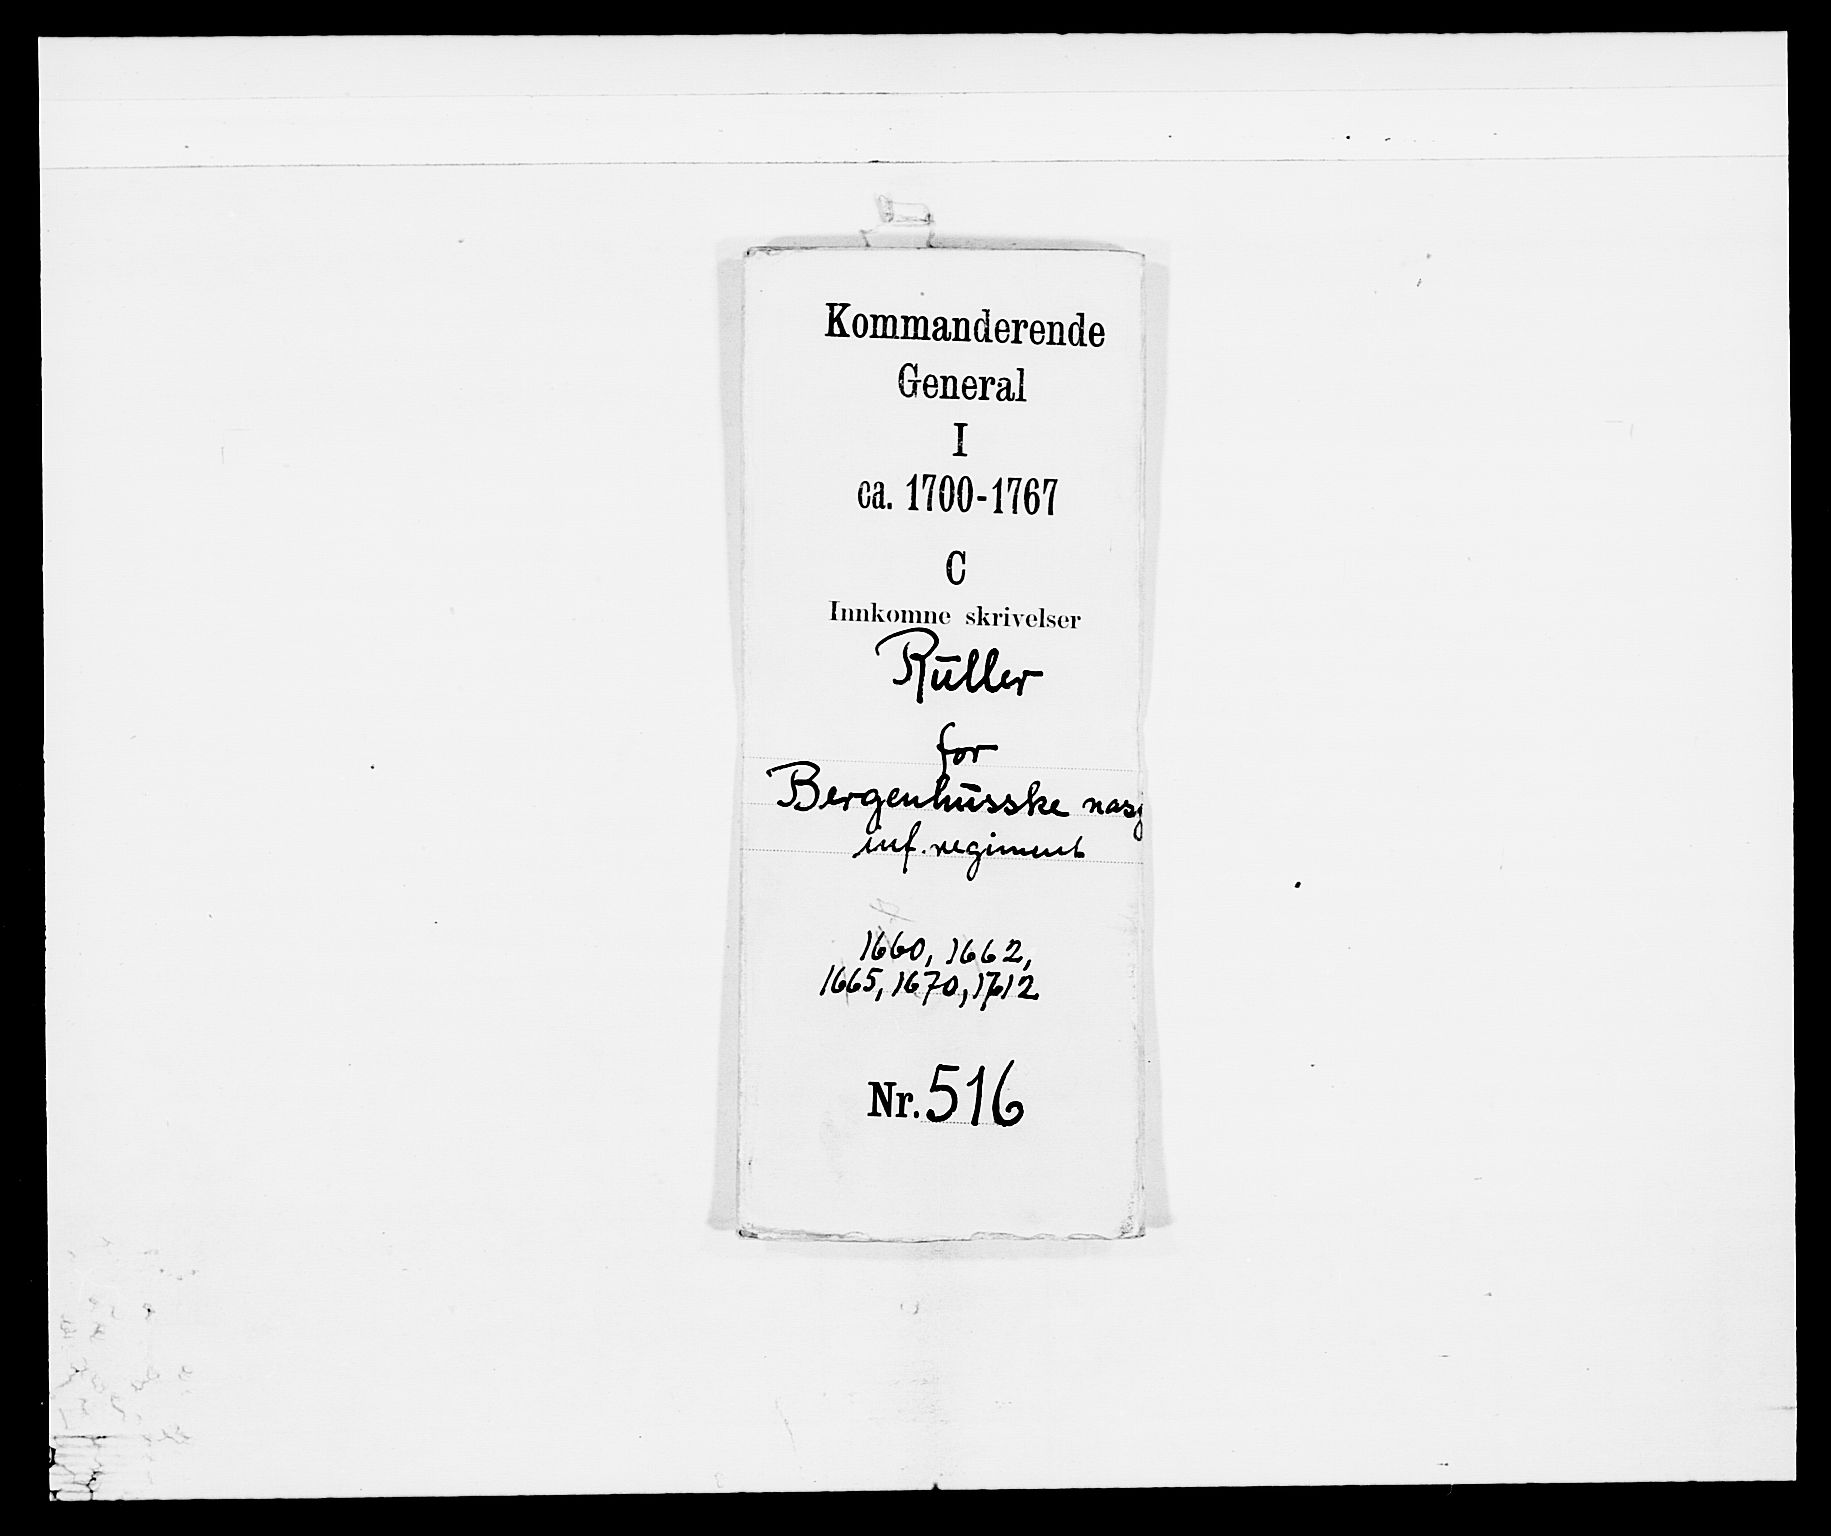 Kommanderende
General
I
ca. 1700-1767
C
Innkomne skrivelser
Ruller
for
Bergenhusske nasj
inf. regiment
1660, 1662,
1665, 1670, 1712
Nr. 516